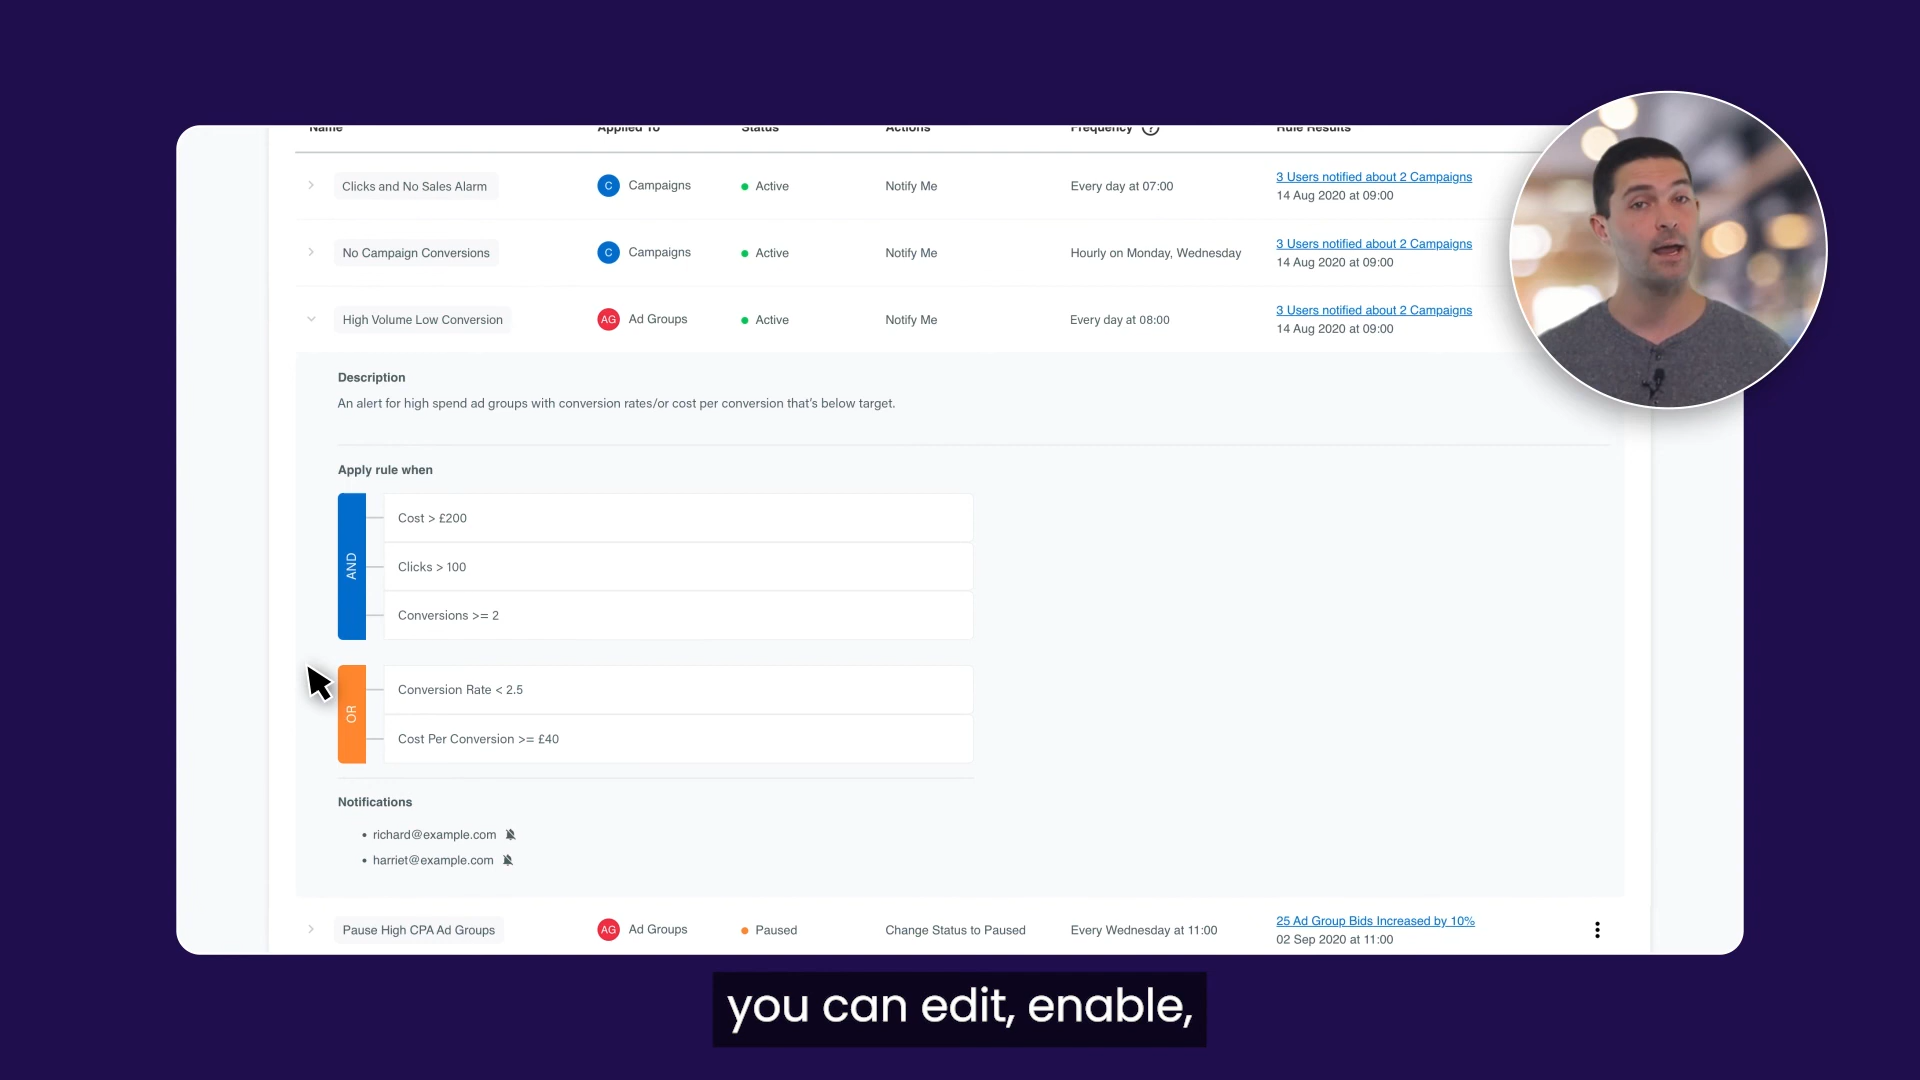 Name Applied To Status Actions Frequency ? Rule Results
Clicks and No Sales Alarm C Campaigns Active Notify Me Every day at 07:00 3 Users notified about 2 Campaigns
14 Aug 2020 at 09:00
No Campaign Conversions C Campaigns Active Notify Me Hourly on Monday, Wednesday 3 Users notified about 2 Campaigns
14 Aug 2020 at 09:00
High Volume Low Conversion AG Ad Groups Active Notify Me Every day at 08:00 3 Users notified about 2 Campaigns
14 Aug 2020 at 09:00
Description
An alert for high spend ad groups with conversion rates/or cost per conversion that's below target.
Apply rule when
AND
Cost > £200
Clicks > 100
Conversions >= 2
OR
Conversion Rate < 2.5
Cost Per Conversion >= £40
Notifications
• richard@example.com
• harriet@example.com
Pause High CPA Ad Groups AG Ad Groups Paused Change Status to Paused Every Wednesday at 11:00 25 Ad Group Bids Increased by 10%
02 Sep 2020 at 11:00
you can edit, enable,